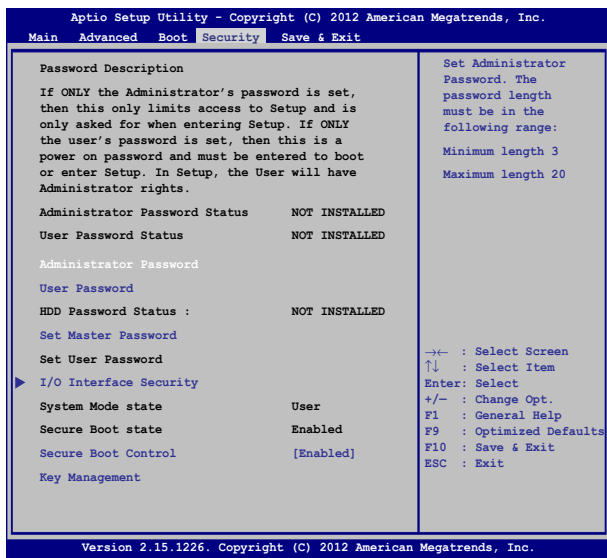 Aptio Setup Utility - Copyright (C) 2012 American Megatrends, Inc.
Main Advanced Boot Security Save & Exit
Password Description
If ONLY the Administrator's password is set,
then this only limits access to Setup and is
only asked for when entering Setup. If ONLY
the user's password is set, then this is a
power on password and must be entered to boot
or enter Setup. In Setup, the User will have
Administrator rights.
Administrator Password Status NOT INSTALLED
User Password Status NOT INSTALLED
Administrator Password
User Password
HDD Password Status : NOT INSTALLED
Set Master Password
Set User Password
I/O Interface Security
System Mode state User
Secure Boot state Enabled
Secure Boot Control [Enabled]
Key Management
Set Administrator
Password. The
password length
must be in the
following range:
Minimum length 3
Maximum length 20
→← : Select Screen
↑↓ : Select Item
Enter: Select
+/— : Change Opt.
F1 : General Help
F9 : Optimized Defaults
F10 : Save & Exit
ESC : Exit
Version 2.15.1226. Copyright (C) 2012 American Megatrends, Inc.